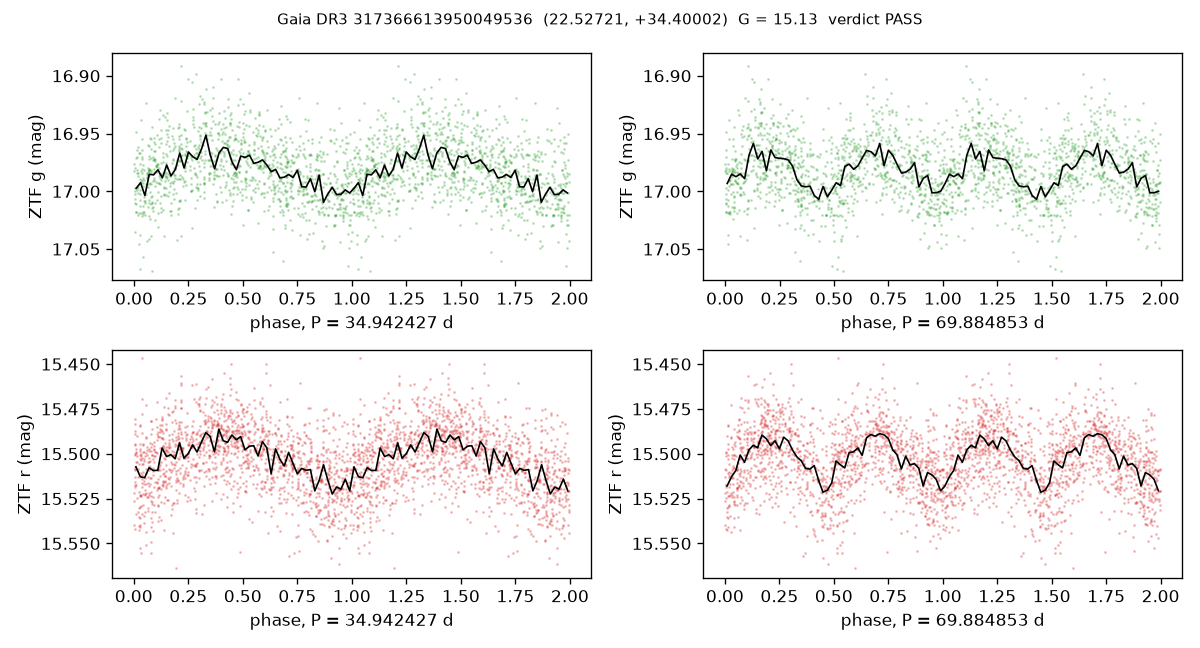 Gaia DR3 317366613950049536 (22.52721, +34.40002) G = 15.13 verdict PASS
ZTF g (mag)
16.90
16.95
17.00
17.05
0.00 0.25 0.50 0.75 1.00 1.25 1.50 1.75 2.00
phase, P = 34.942427 d
ZTF g (mag)
16.90
16.95
17.00
17.05
0.00 0.25 0.50 0.75 1.00 1.25 1.50 1.75 2.00
phase, P = 69.884853 d
ZTF r (mag)
15.450
15.475
15.500
15.525
15.550
0.00 0.25 0.50 0.75 1.00 1.25 1.50 1.75 2.00
phase, P = 34.942427 d
ZTF r (mag)
15.450
15.475
15.500
15.525
15.550
0.00 0.25 0.50 0.75 1.00 1.25 1.50 1.75 2.00
phase, P = 69.884853 d